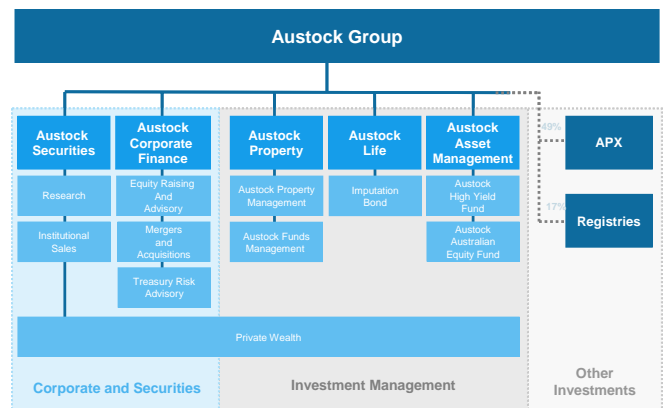 Austock Group
Austock
Securities
Austock
Corporate
Finance
Austock
Property
Austock
Life
Austock
Asset
Management
49%
APX
Research
Equity Raising
And
Advisory
Austock Property
Management
Imputation
Bond
Austock
High Yield
Fund
17%
Registries
Institutional
Sales
Mergers
and
Acquisitions
Austock Funds
Management
Austock
Australian
Equity Fund
Treasury Risk
Advisory
Private Wealth
Corporate and Securities
Investment Management
Other
Investments